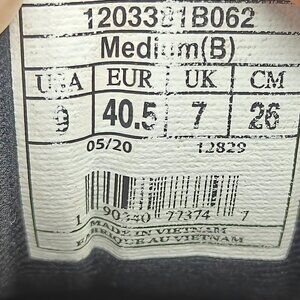 1203321B062
Medium(B)
USA EUR UK CM
9 40.5 7 26
05/20 12829
1 90340 77374 7
MADE IN VIETNAM
FABRIQUE AU VIETNAM